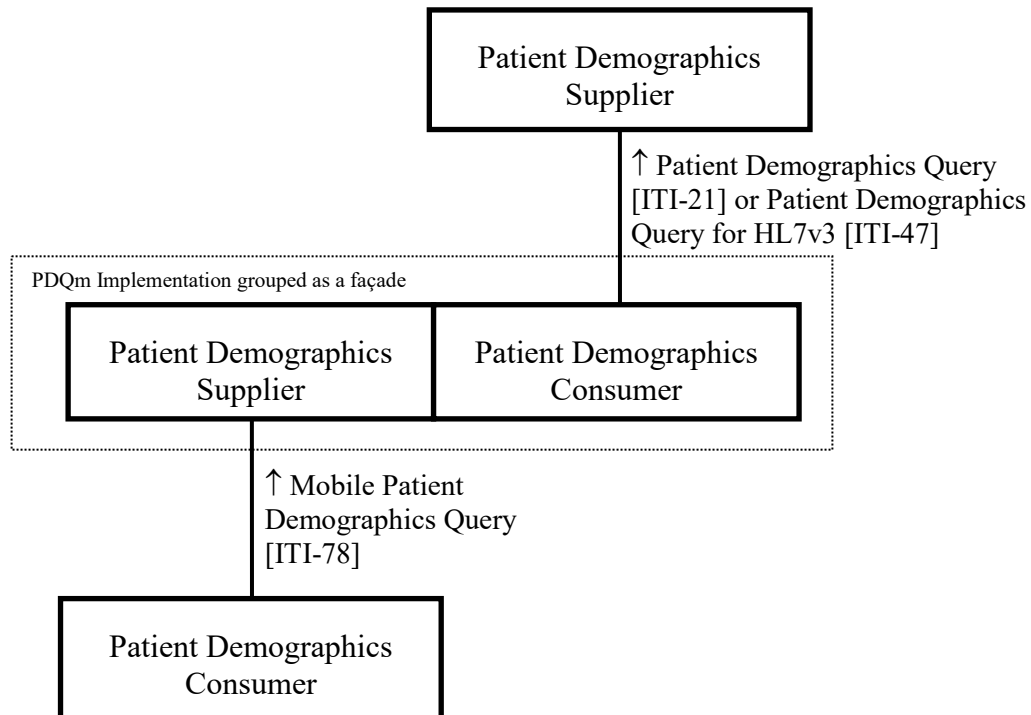 Patient Demographics
Supplier
↑ Patient Demographics Query
[ITI-21] or Patient Demographics
Query for HL7v3 [ITI-47]
PDQm Implementation grouped as a façade
Patient Demographics
Supplier
Patient Demographics
Consumer
↑ Mobile Patient
Demographics Query
[ITI-78]
Patient Demographics
Consumer